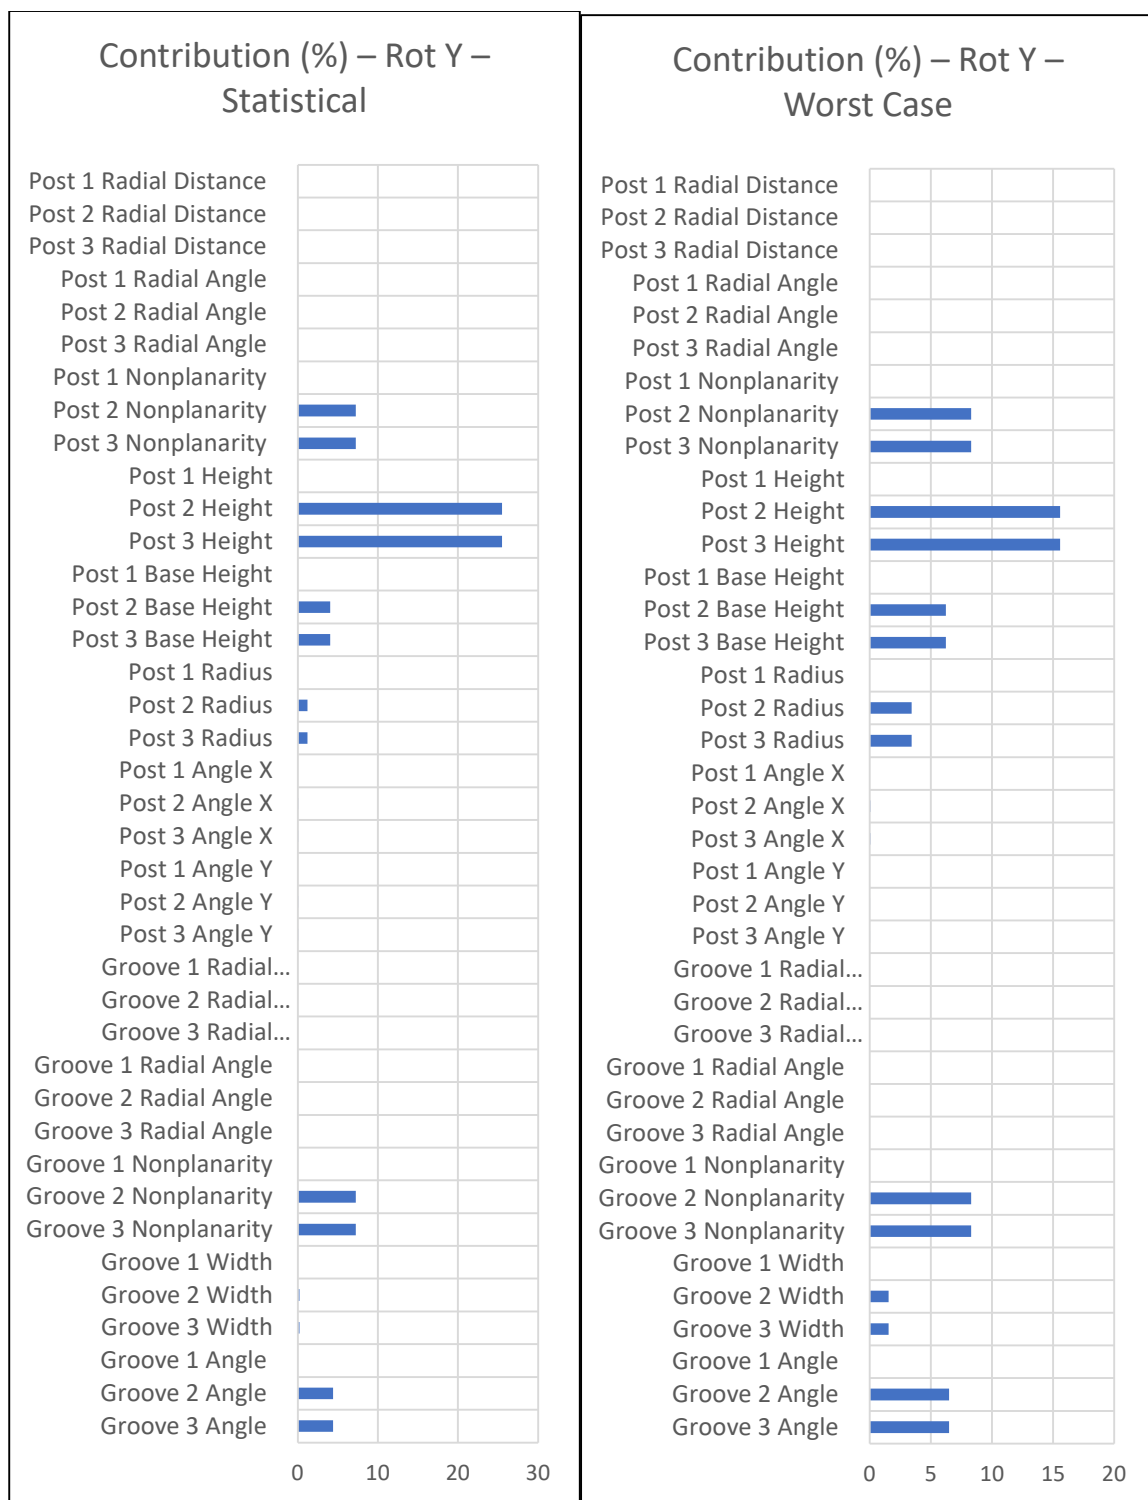 Contribution (%) – Rot Y –
Statistical
Post 1 Radial Distance
Post 2 Radial Distance
Post 3 Radial Distance
Post 1 Radial Angle
Post 2 Radial Angle
Post 3 Radial Angle
Post 1 Nonplanarity
Post 2 Nonplanarity
Post 3 Nonplanarity
Post 1 Height
Post 2 Height
Post 3 Height
Post 1 Base Height
Post 2 Base Height
Post 3 Base Height
Post 1 Radius
Post 2 Radius
Post 3 Radius
Post 1 Angle X
Post 2 Angle X
Post 3 Angle X
Post 1 Angle Y
Post 2 Angle Y
Post 3 Angle Y
Groove 1 Radial...
Groove 2 Radial...
Groove 3 Radial...
Groove 1 Radial Angle
Groove 2 Radial Angle
Groove 3 Radial Angle
Groove 1 Nonplanarity
Groove 2 Nonplanarity
Groove 3 Nonplanarity
Groove 1 Width
Groove 2 Width
Groove 3 Width
Groove 1 Angle
Groove 2 Angle
Groove 3 Angle
0 10 20 30
Contribution (%) – Rot Y –
Worst Case
Post 1 Radial Distance
Post 2 Radial Distance
Post 3 Radial Distance
Post 1 Radial Angle
Post 2 Radial Angle
Post 3 Radial Angle
Post 1 Nonplanarity
Post 2 Nonplanarity
Post 3 Nonplanarity
Post 1 Height
Post 2 Height
Post 3 Height
Post 1 Base Height
Post 2 Base Height
Post 3 Base Height
Post 1 Radius
Post 2 Radius
Post 3 Radius
Post 1 Angle X
Post 2 Angle X
Post 3 Angle X
Post 1 Angle Y
Post 2 Angle Y
Post 3 Angle Y
Groove 1 Radial...
Groove 2 Radial...
Groove 3 Radial...
Groove 1 Radial Angle
Groove 2 Radial Angle
Groove 3 Radial Angle
Groove 1 Nonplanarity
Groove 2 Nonplanarity
Groove 3 Nonplanarity
Groove 1 Width
Groove 2 Width
Groove 3 Width
Groove 1 Angle
Groove 2 Angle
Groove 3 Angle
0 5 10 15 20